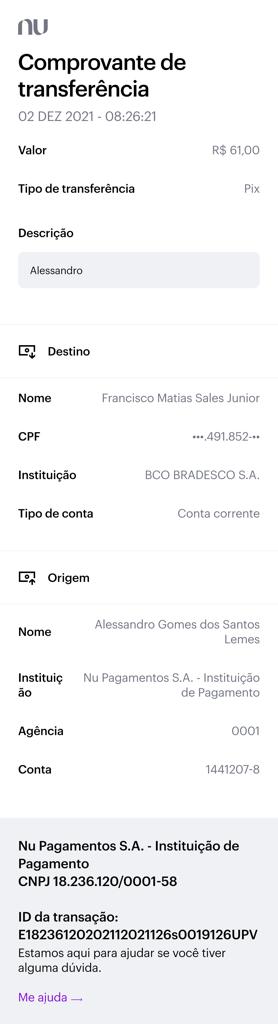 nu
Comprovante de
transferência
02 DEZ 2021 - 08:26:21
Valor R$ 61,00
Tipo de transferência Pix
Descrição
Alessandro
Destino
Nome Francisco Matias Sales Junior
CPF •••.491.852-••
Instituição BCO BRADESCO S.A.
Tipo de conta Conta corrente
Origem
Nome Alessandro Gomes dos Santos
Lemes
Instituiç Nu Pagamentos S.A. - Instituição
ão de Pagamento
Agência 0001
Conta 1441207-8
Nu Pagamentos S.A. - Instituição de
Pagamento
CNPJ 18.236.120/0001-58
ID da transação:
E18236120202112021126s0019126UPV
Estamos aqui para ajudar se você tiver
alguma dúvida.
Me ajuda →